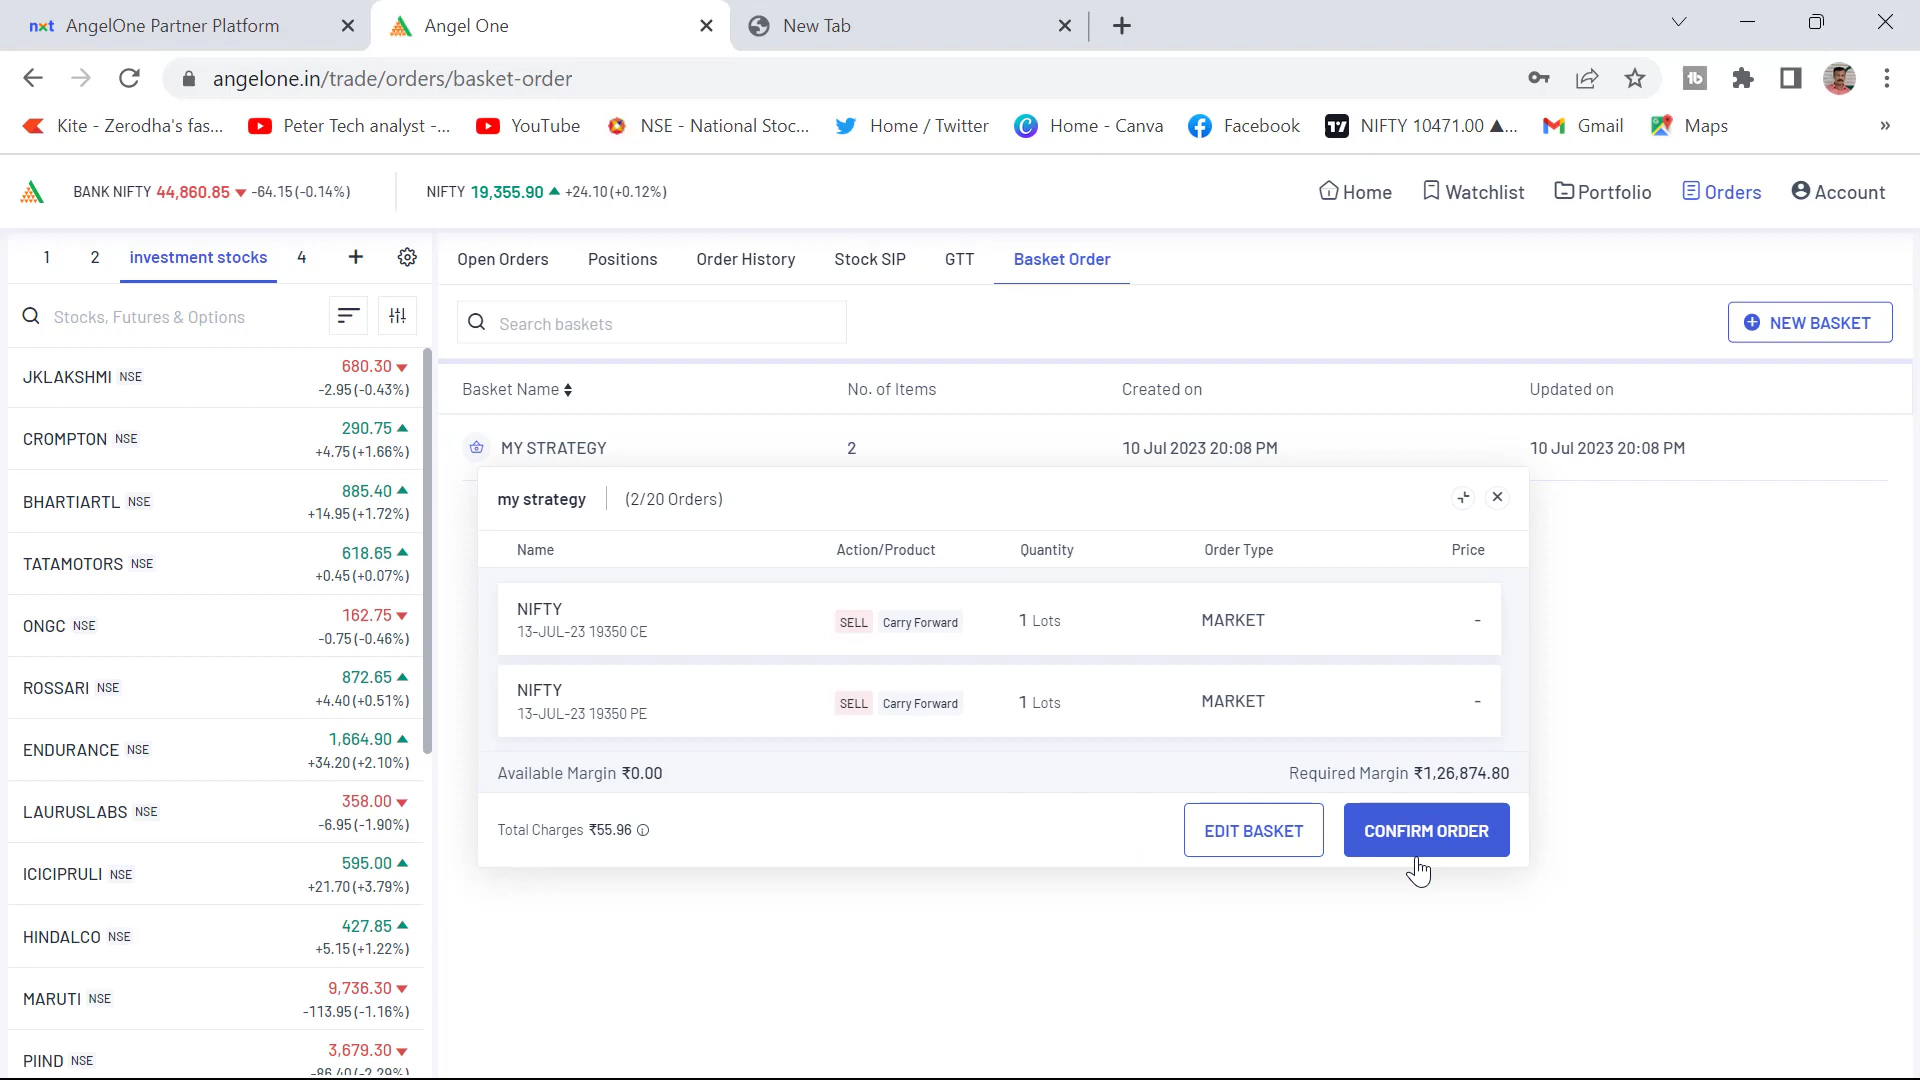 nxt AngelOne Partner Platform
Angel One
New Tab
angelone.in/trade/orders/basket-order
Kite - Zerodha's fas...
Peter Tech analyst -...
YouTube
NSE - National Stoc...
Home / Twitter
Home - Canva
Facebook
NIFTY 10471.00 ▲...
Gmail
Maps
»
BANK NIFTY 44,860.85 ▼ -64.15 (-0.14%)
NIFTY 19,355.90 ▲ +24.10 (+0.12%)
Home
Watchlist
Portfolio
Orders
Account
1
2
investment stocks
4
Open Orders
Positions
Order History
Stock SIP
GTT
Basket Order
Stocks, Futures & Options
Search baskets
NEW BASKET
Basket Name
No. of Items
Created on
Updated on
MY STRATEGY
2
10 Jul 2023 20:08 PM
10 Jul 2023 20:08 PM
my strategy
(2/20 Orders)
Name
Action/Product
Quantity
Order Type
Price
NIFTY
13-JUL-23 19350 CE
SELL
Carry Forward
1 Lots
MARKET
-
NIFTY
13-JUL-23 19350 PE
SELL
Carry Forward
1 Lots
MARKET
-
Available Margin ₹0.00
Required Margin ₹1,26,874.80
Total Charges ₹55.96
EDIT BASKET
CONFIRM ORDER
JKLAKSHMI NSE
680.30 ▼
-2.95 (-0.43%)
CROMPTON NSE
290.75 ▲
+4.75 (+1.66%)
BHARTIARTL NSE
885.40 ▲
+14.95 (+1.72%)
TATAMOTORS NSE
618.65 ▲
+0.45 (+0.07%)
ONGC NSE
162.75 ▼
-0.75 (-0.46%)
ROSSARI NSE
872.65 ▲
+4.40 (+0.51%)
ENDURANCE NSE
1,664.90 ▲
+34.20 (+2.10%)
LAURUSLABS NSE
358.00 ▼
-6.95 (-1.90%)
ICICIPRULI NSE
595.00 ▲
+21.70 (+3.79%)
HINDALCO NSE
427.85 ▲
+5.15 (+1.22%)
MARUTI NSE
9,736.30 ▼
-113.95 (-1.16%)
PIIND NSE
3,679.30 ▼
-86.40 (-2.29%)